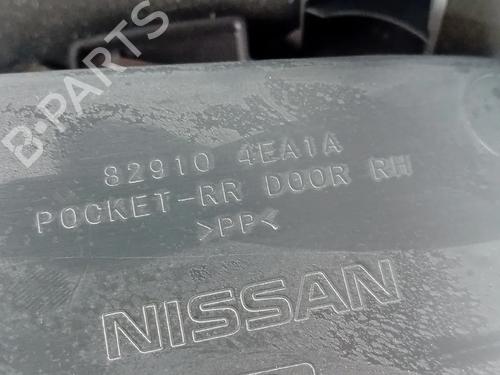 B-PARTS
82910 4EA1A
POCKET-RR DOOR RH
>PP<
NISSAN